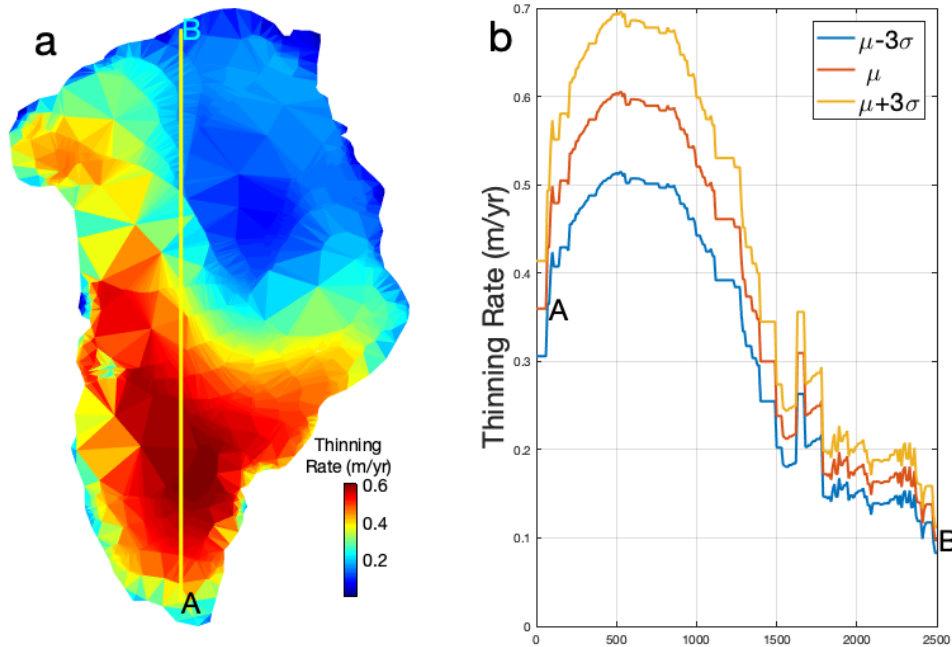 a
B
Thinning
Rate (m/yr)
0.6
0.4
0.2
A
b
Thinning Rate (m/yr)
0.7
0.6
0.5
0.4
0.3
0.2
0.1
0
0
500
1000
1500
2000
2500
A
B
μ-3σ
μ
μ+3σ